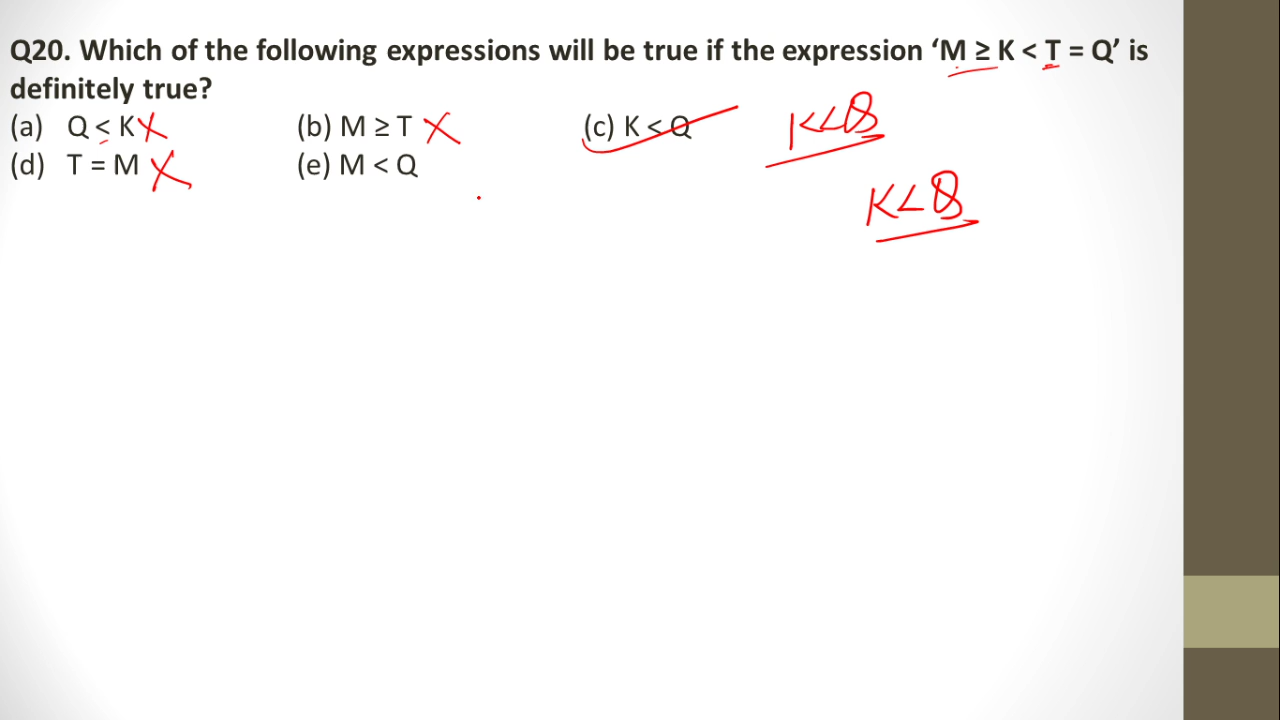 Q20. Which of the following expressions will be true if the expression ‘M ≥ K < T = Q’ is
definitely true?
(a) Q < K X (b) M ≥ T X (c) K < Q K<Q
(d) T = M X (e) M < Q
K<Q